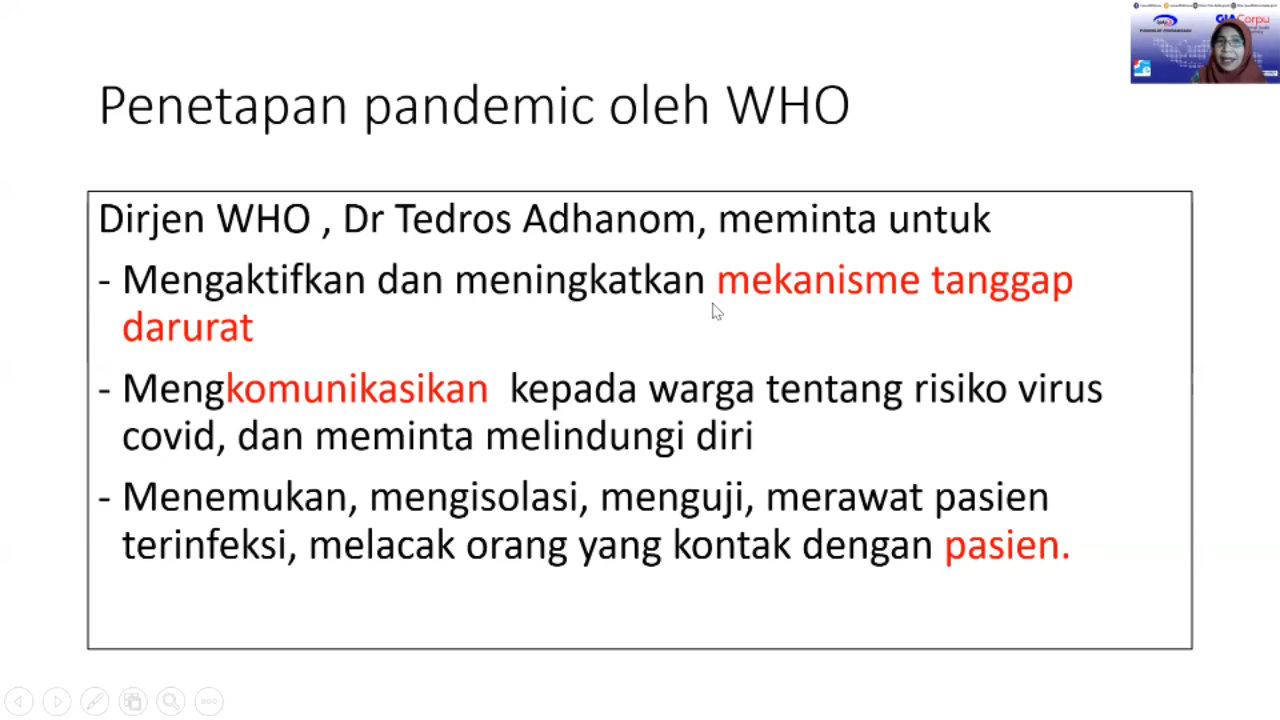 Penetapan pandemic oleh WHO
Dirjen WHO , Dr Tedros Adhanom, meminta untuk
- Mengaktifkan dan meningkatkan mekanisme tanggap
darurat
- Mengkomunikasikan  kepada warga tentang risiko virus
covid, dan meminta melindungi diri
- Menemukan, mengisolasi, menguji, merawat pasien
terinfeksi, melacak orang yang kontak dengan pasien.